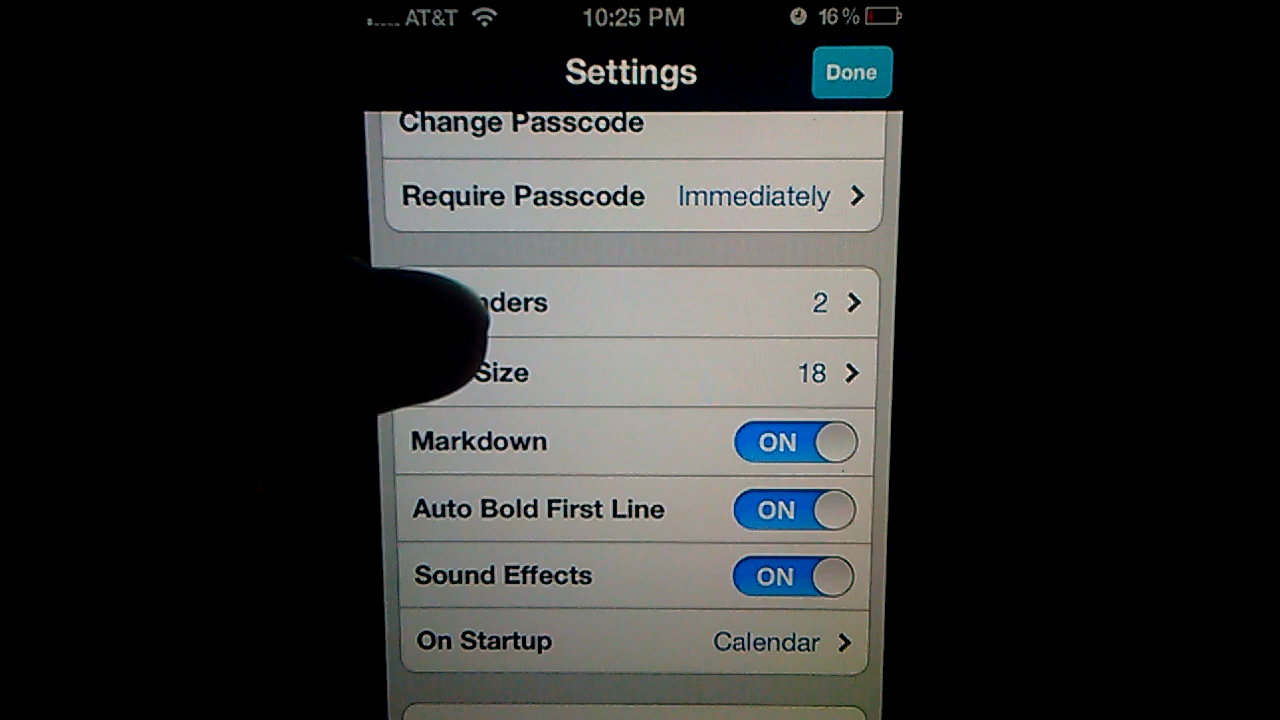 AT&T 10:25 PM 16%
Settings Done
Change Passcode
Require Passcode Immediately
nders 2
Size 18
Markdown ON
Auto Bold First Line ON
Sound Effects ON
On Startup Calendar